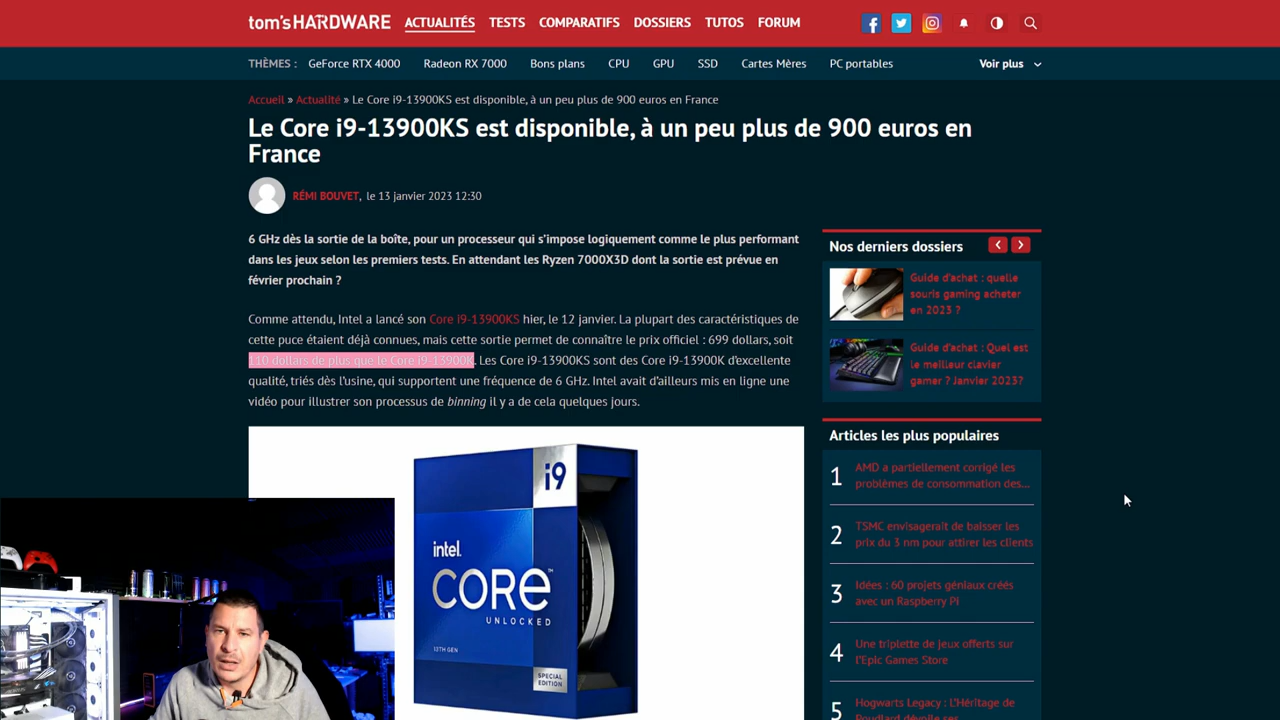 tom's HARDWARE
ACTUALITÉS TESTS COMPARATIFS DOSSIERS TUTOS FORUM
THÈMES : GeForce RTX 4000 Radeon RX 7000 Bons plans CPU GPU SSD Cartes Mères PC portables Voir plus
Accueil » Actualité » Le Core i9-13900KS est disponible, à un peu plus de 900 euros en France
Le Core i9-13900KS est disponible, à un peu plus de 900 euros en
France
RÉMI BOUVET, le 13 janvier 2023 12:30
6 GHz dès la sortie de la boîte, pour un processeur qui s'impose logiquement comme le plus performant
dans les jeux selon les premiers tests. En attendant les Ryzen 7000X3D dont la sortie est prévue en
février prochain ?
Comme attendu, Intel a lancé son Core i9-13900KS hier, le 12 janvier. La plupart des caractéristiques de
cette puce étaient déjà connues, mais cette sortie permet de connaître le prix officiel : 699 dollars, soit
110 dollars de plus que le Core i9-13900K. Les Core i9-13900KS sont des Core i9-13900K d'excellente
qualité, triés dès l'usine, qui supportent une fréquence de 6 GHz. Intel avait d'ailleurs mis en ligne une
vidéo pour illustrer son processus de binning il y a de cela quelques jours.
i9
intel.
CORE
UNLOCKED
13TH GEN
SPECIAL
EDITION
Nos derniers dossiers
Guide d'achat : quelle
souris gaming acheter
en 2023 ?
Guide d'achat : Quel est
le meilleur clavier
gamer ? Janvier 2023?
Articles les plus populaires
1 AMD a partiellement corrigé les
problèmes de consommation des...
2 TSMC envisagerait de baisser les
prix du 3 nm pour attirer les clients
3 Idées : 60 projets géniaux créés
avec un Raspberry Pi
4 Une triplette de jeux offerts sur
l'Epic Games Store
5 Hogwarts Legacy : L'Héritage de
Poudlard dévoile ses